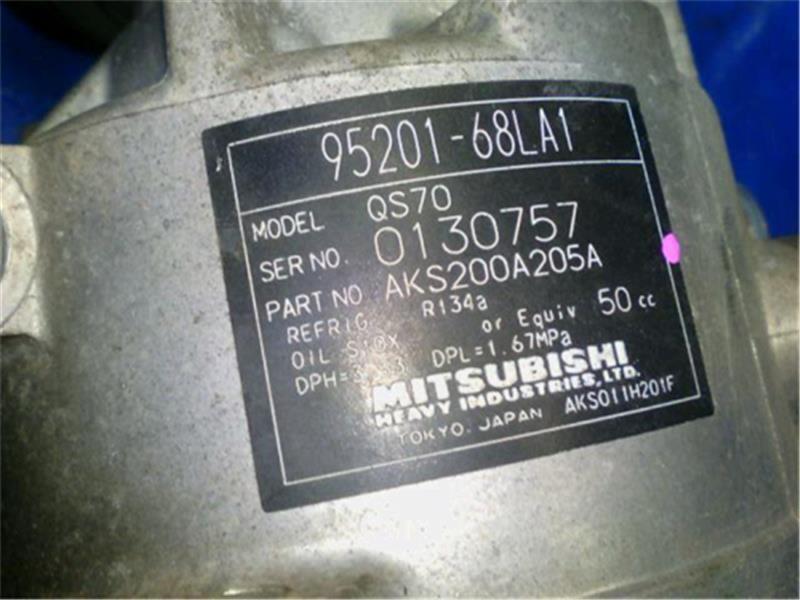 95201-68LA1
MODEL QS70
SER NO. 0130757
PART NO AKS200A205A
REFRIG R134a
OIL or Equiv 50 cc
DPL=1.67MPa
MITSUBISHI
HEAVY INDUSTRIES, LTD.
TOKYO. JAPAN AKS011H201F